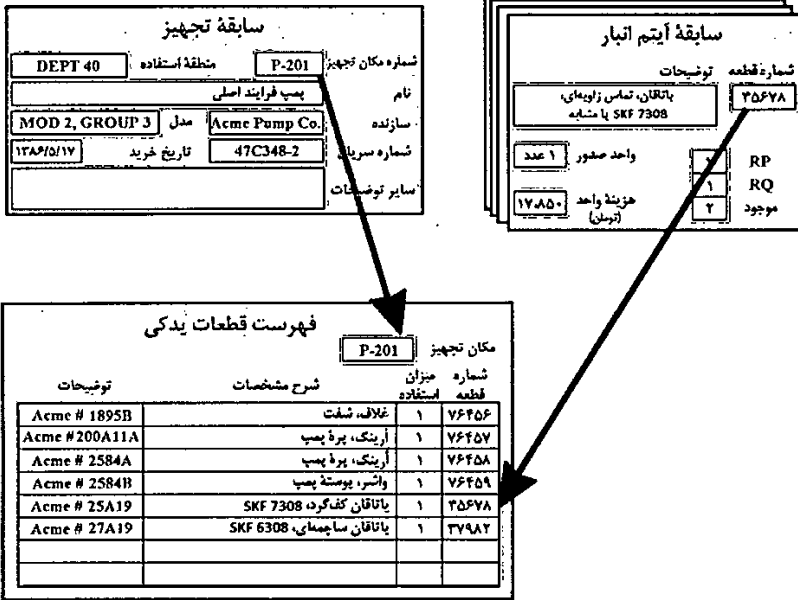 سابقهٔ تجهیز
شماره مکان تجهیز P-201 منطقهٔ استفاده DEPT 40
نام پمپ فرایند اصلی
سازنده Acme Pump Co. مدل MOD 2, GROUP 3
شماره سریال 47C348-2 تاریخ خرید ۱۳۸۶/۵/۱۷
سایر توضیحات
سابقهٔ آیتم انبار
شماره قطعه توضیحات
۳۵۶۷۸ یاتاقان، تماس زاویه‌ای،
SKF 7308 یا مشابه
RP ۱ واحد صدور ۱ عدد
RQ ۱
موجود ۲ هزینهٔ واحد ۱۷،۸۵۰
(تومان)
فهرست قطعات یدکی
مکان تجهیز P-201
شماره قطعه میزان استفاده شرح مشخصات توضیحات
۷۶۴۵۶ ۱ غلاف، شفت Acme # 1895B
۷۶۴۵۷ ۱ اُرینگ، پرهٔ پمپ Acme # 200A11A
۷۶۴۵۸ ۱ اُرینگ، پرهٔ پمپ Acme # 2584A
۷۶۴۵۹ ۱ واشر، پوستهٔ پمپ Acme # 2584B
۳۵۶۷۸ ۱ یاتاقان کف‌گرد، SKF 7308 Acme # 25A19
۳۷۹۸۲ ۱ یاتاقان ساچمه‌ای، SKF 6308 Acme # 27A19